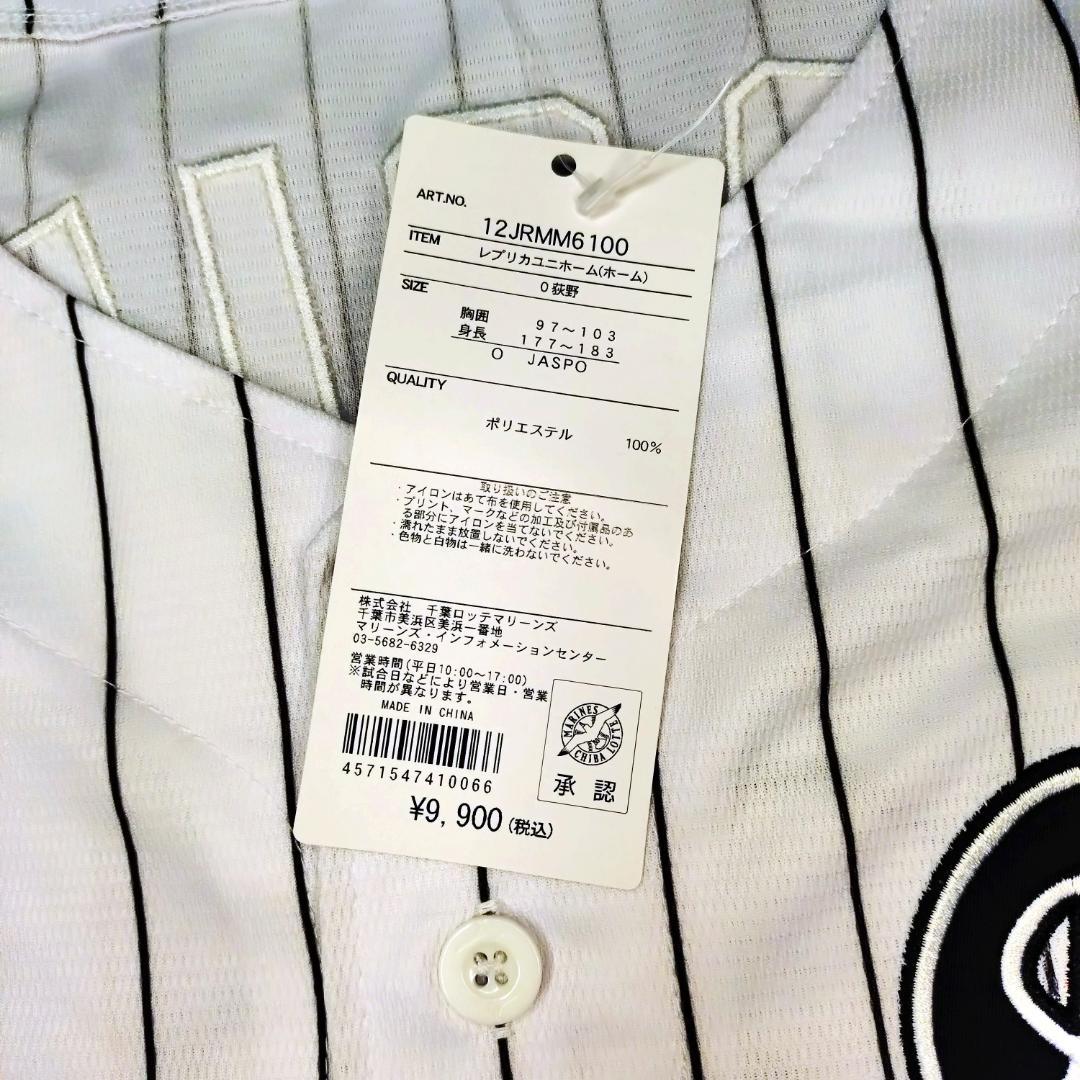 ART.NO.
12JRMM6100
ITEM
レプリカユニホーム(ホーム)
0荻野
SIZE
胸囲 97～103
身長 177～183
O JASPO
QUALITY
ポリエステル 100%
取り扱いのご注意
・アイロンはあて布を使用してください。
・プリント、マークなどの加工及び付属品のあ
る部分にアイロンを当てないでください。
・濡れたまま放置しないでください。
・色物と白物は一緒に洗わないでください。
株式会社 千葉ロッテマリーンズ
千葉市美浜区美浜一番地
マリーンズ・インフォメーションセンター
03-5682-6329
営業時間(平日10:00～17:00)
※試合日などにより営業日・営業
時間が異なります。
MADE IN CHINA
4571547410066
¥9,900(税込)
MARINES
CHIBA LOTTE
承認